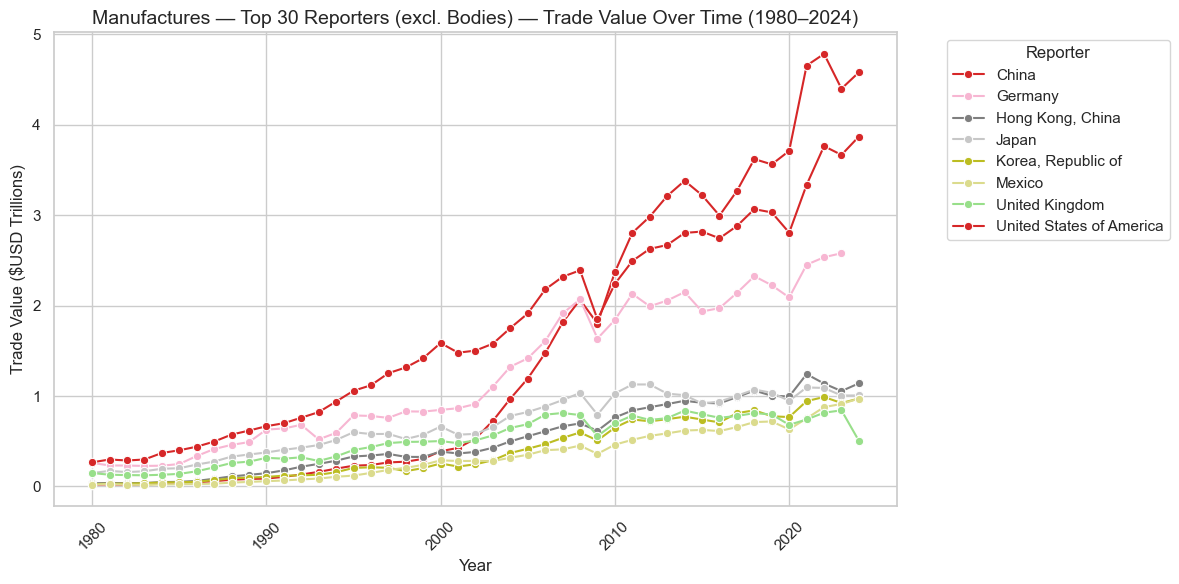 Manufactures — Top 30 Reporters (excl. Bodies) — Trade Value Over Time (1980–2024)
Trade Value ($USD Trillions)
5
4
3
2
1
0
1980
1990
2000
2010
2020
Year
Reporter
China
Germany
Hong Kong, China
Japan
Korea, Republic of
Mexico
United Kingdom
United States of America